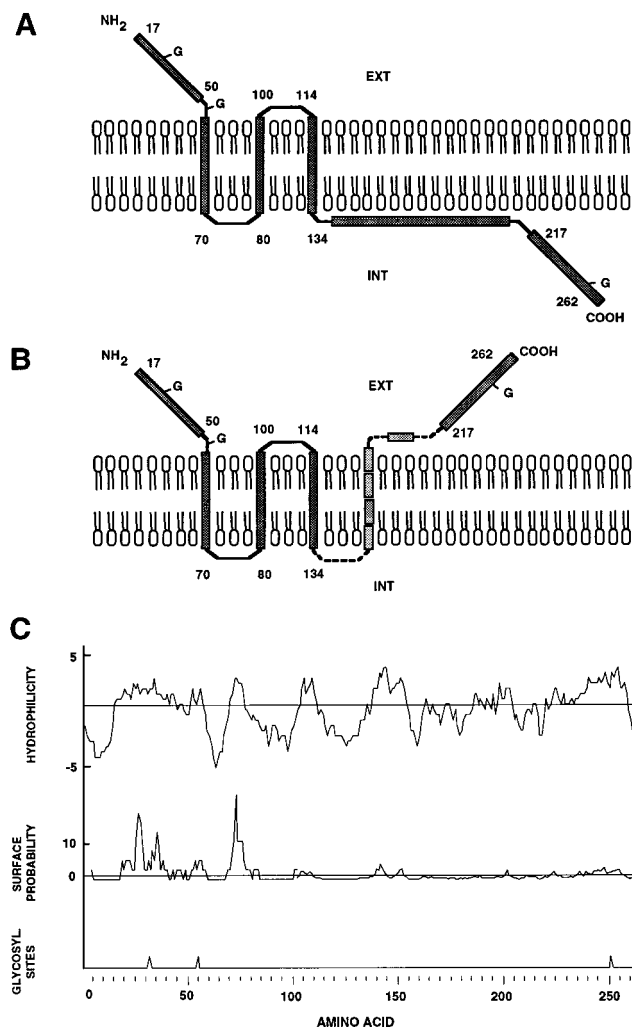 A
NH2
17
G
50
G
100
114
EXT
70
80
134
INT
217
G
262
COOH
B
NH2
17
G
50
G
100
114
EXT
262
COOH
G
217
70
80
134
INT
C
5
-5
HYDROPHILICITY
10
0
SURFACE
PROBABILITY
GLYCOSYL
SITES
0
50
100
150
200
250
AMINO ACID